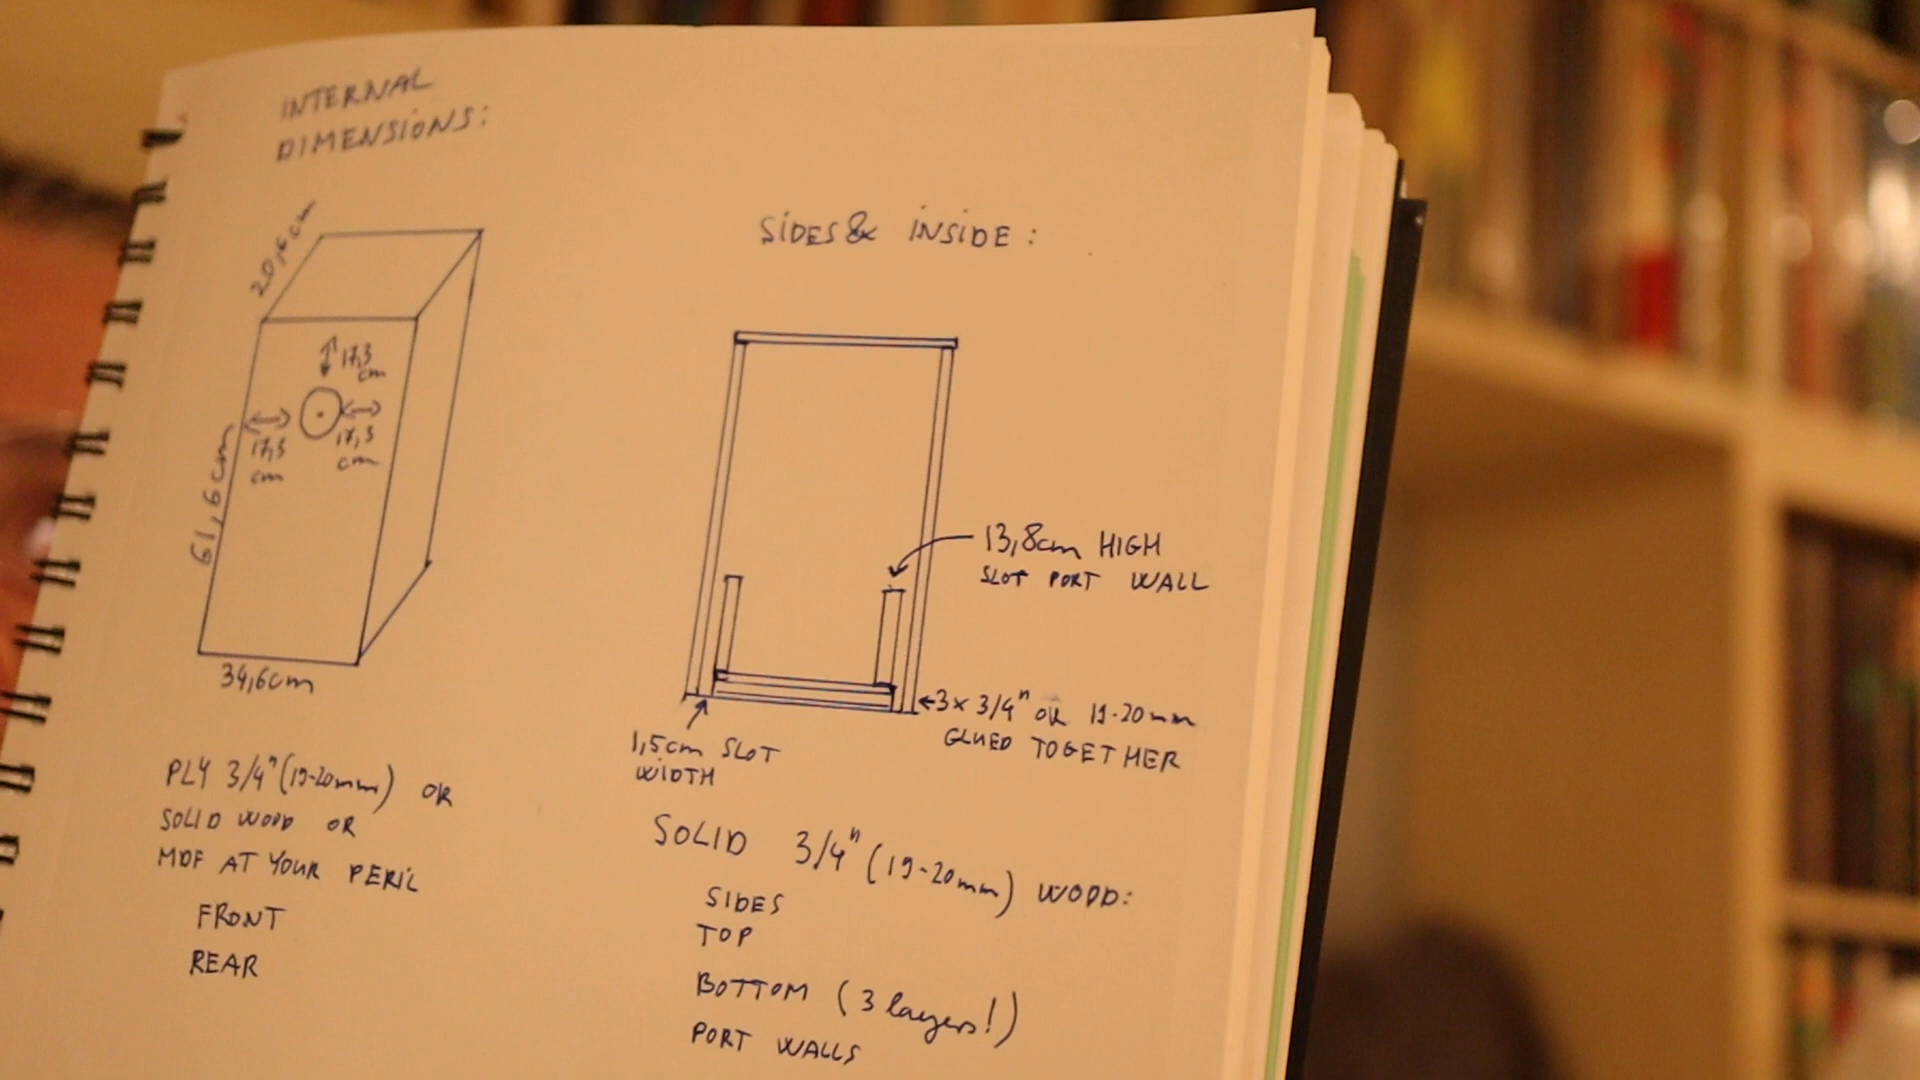 INTERNAL
DIMENSIONS:
20,6cm
17,3
cm
17,3
cm
17,3
cm
61,6cm
34,6cm
PLY 3/4" (19-20mm) OR
SOLID WOOD OR
MDF AT YOUR PERIL
FRONT
REAR
SIDES & INSIDE:
13,8cm HIGH
SLOT PORT WALL
←3x 3/4" OR 19-20mm
GLUED TOGETHER
1,5cm SLOT
WIDTH
SOLID 3/4" (19-20mm) WOOD:
SIDES
TOP
BOTTOM (3 layers!)
PORT WALLS